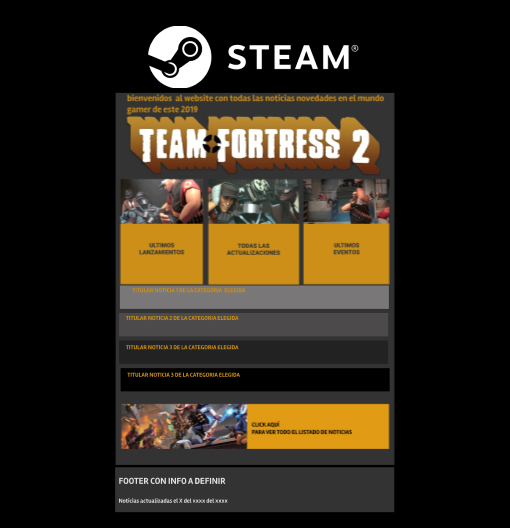 STEAM®
bienvenidos al website con todas las noticias novedades en el mundo
gamer de este 2019
TEAM FORTRESS 2
ULTIMOS
LANZAMIENTOS
TODAS LAS
ACTUALIZACIONES
ULTIMOS
EVENTOS
TITULAR NOTICIA 1 DE LA CATEGORIA ELEGIDA
TITULAR NOTICIA 2 DE LA CATEGORIA ELEGIDA
TITULAR NOTICIA 3 DE LA CATEGORIA ELEGIDA
TITULAR NOTICIA 3 DE LA CATEGORIA ELEGIDA
CLICK AQUÍ
PARA VER TODO EL LISTADO DE NOTICIAS
FOOTER CON INFO A DEFINIR
Noticias actualizadas el X del xxxx del xxxx